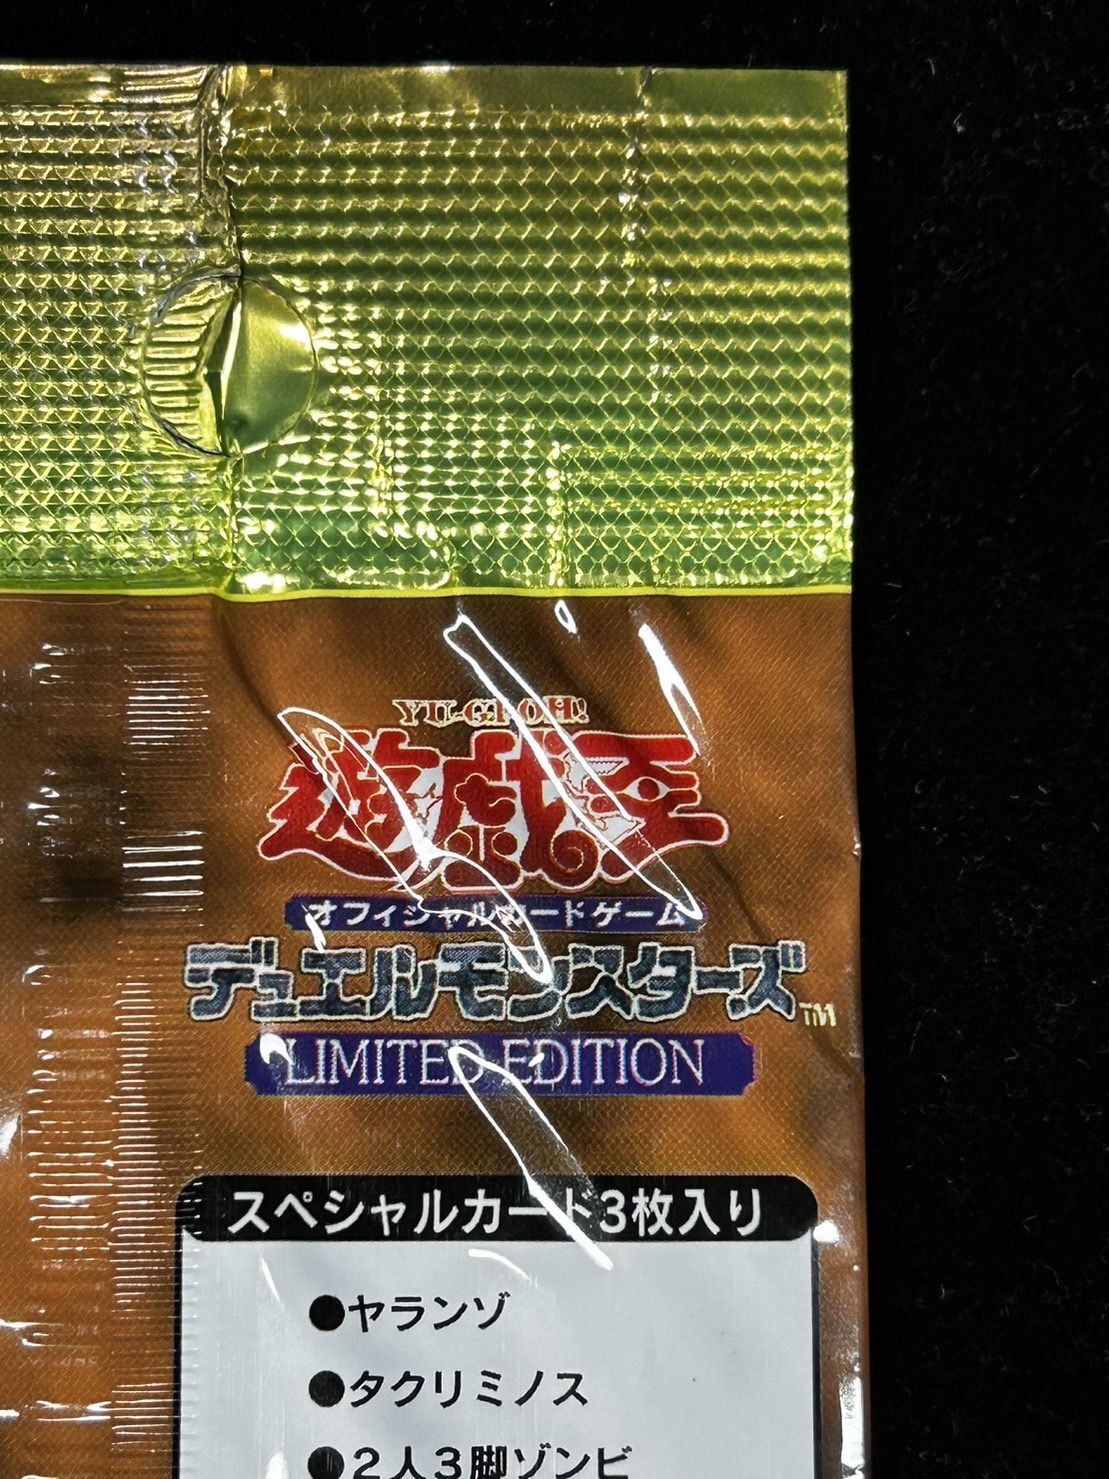 YU-GI-OH!
遊戯王
オフィシャルカードゲーム
デュエルモンスターズ™
LIMITED EDITION
スペシャルカード3枚入り
●ヤランゾ
●タクリミノス
●2人3脚ゾンビ